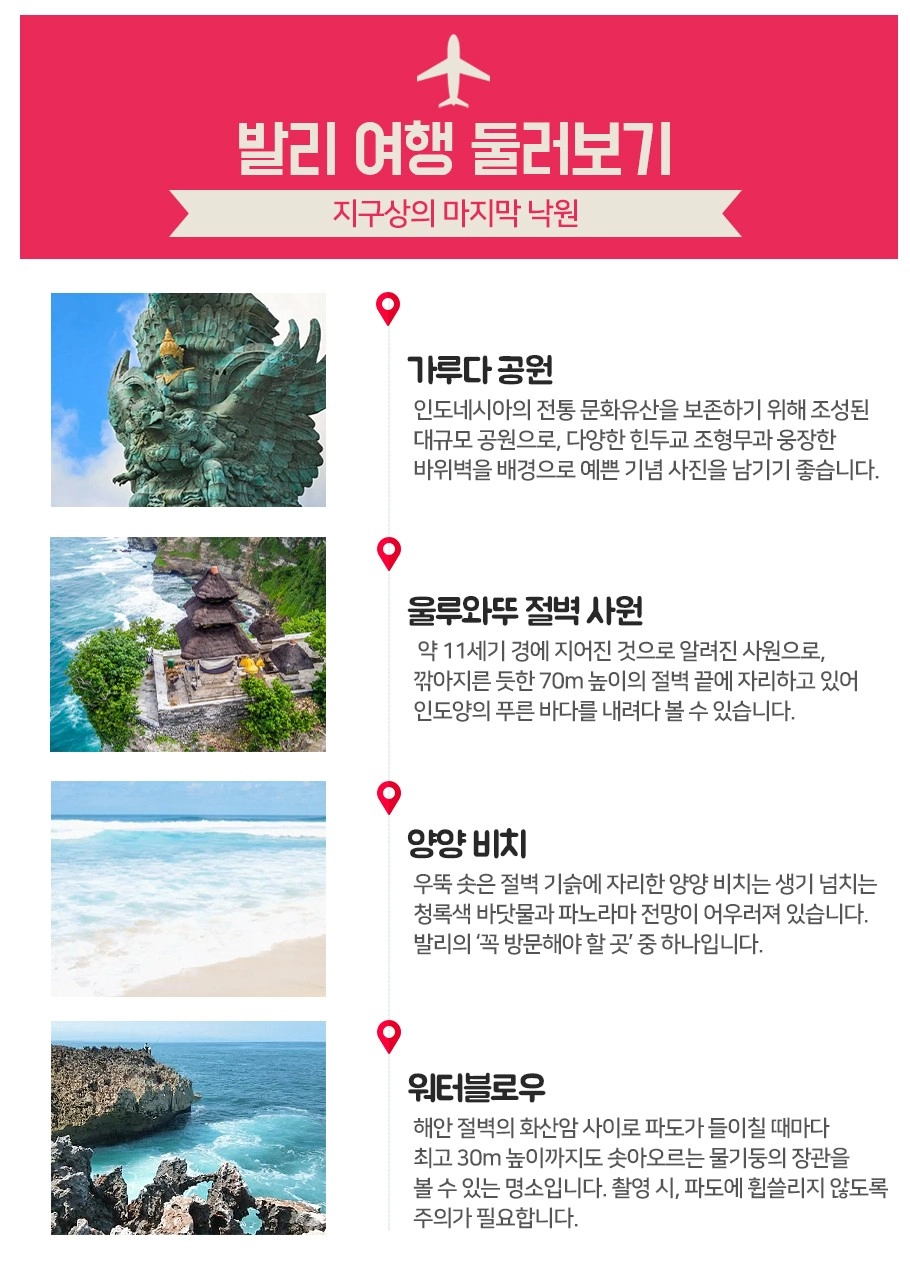 발리 여행 둘러보기
지구상의 마지막 낙원
가루다 공원
인도네시아의 전통 문화유산을 보존하기 위해 조성된
대규모 공원으로, 다양한 힌두교 조형무과 웅장한
바위벽을 배경으로 예쁜 기념 사진을 남기기 좋습니다.
울루와뚜 절벽 사원
약 11세기 경에 지어진 것으로 알려진 사원으로,
깎아지른 듯한 70m 높이의 절벽 끝에 자리하고 있어
인도양의 푸른 바다를 내려다 볼 수 있습니다.
양양 비치
우뚝 솟은 절벽 기슭에 자리한 양양 비치는 생기 넘치는
청록색 바닷물과 파노라마 전망이 어우러져 있습니다.
발리의 ‘꼭 방문해야 할 곳’ 중 하나입니다.
워터블로우
해안 절벽의 화산암 사이로 파도가 들이칠 때마다
최고 30m 높이까지도 솟아오르는 물기둥의 장관을
볼 수 있는 명소입니다. 촬영 시, 파도에 휩쓸리지 않도록
주의가 필요합니다.